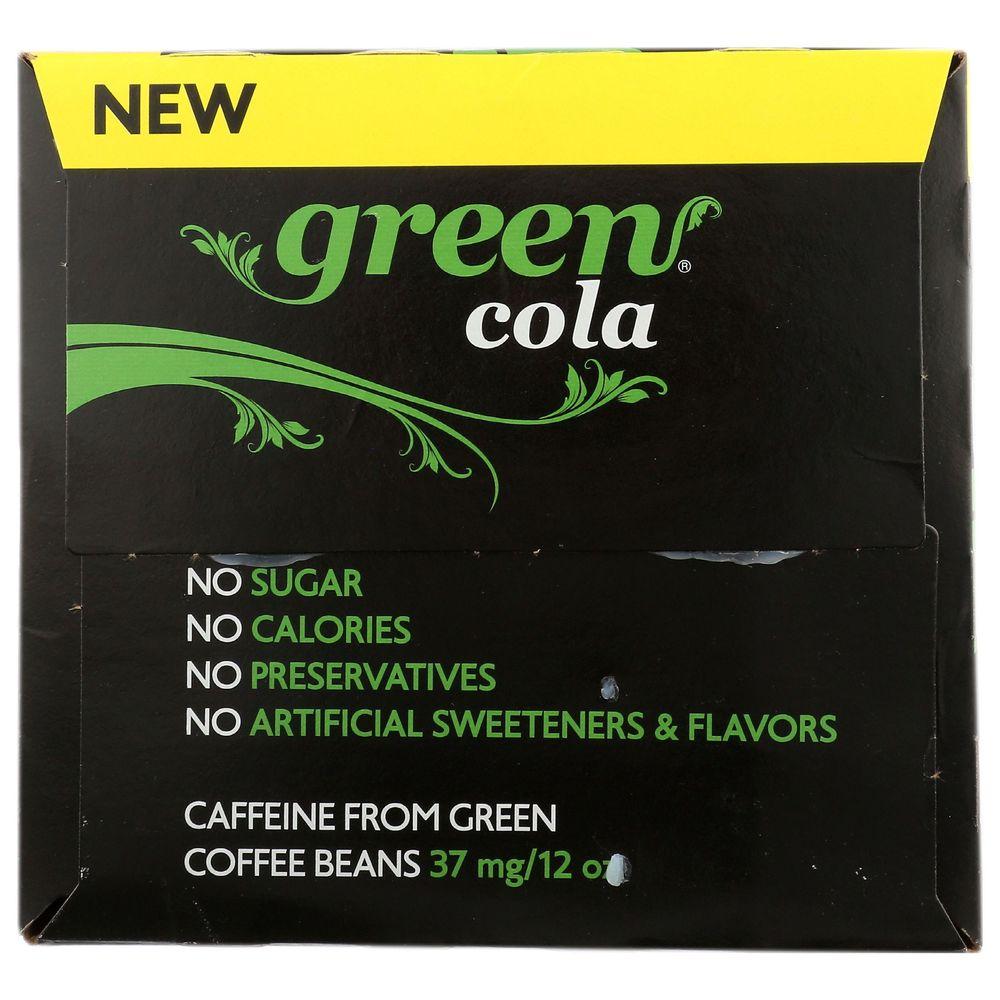 NEW
green®
cola
NO SUGAR
NO CALORIES
NO PRESERVATIVES
NO ARTIFICIAL SWEETENERS & FLAVORS
CAFFEINE FROM GREEN
COFFEE BEANS 37 mg/12 oz